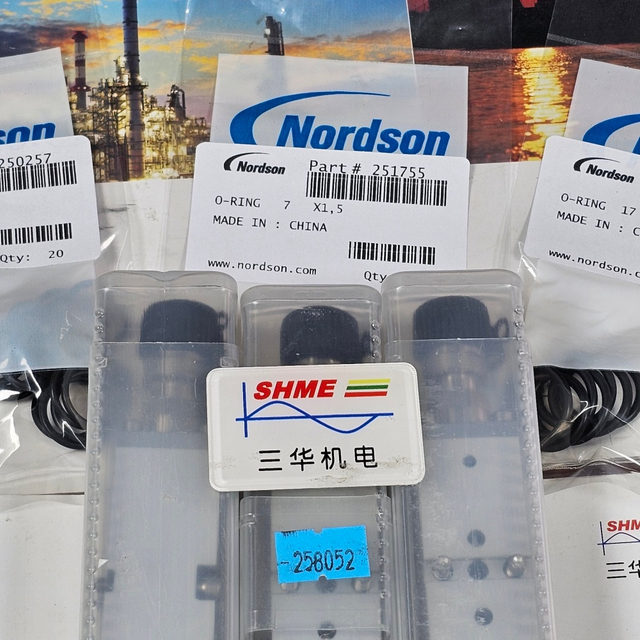 Nordson
Nordson
Part# 251755
O-RING 7 X1,5
MADE IN : CHINA
www.nordson.com
Qty
250257
Qty: 20
Nordson
O-RING 17
MADE IN : C
www.nordson.com
SHME
三华机电
258052
SHM
三华